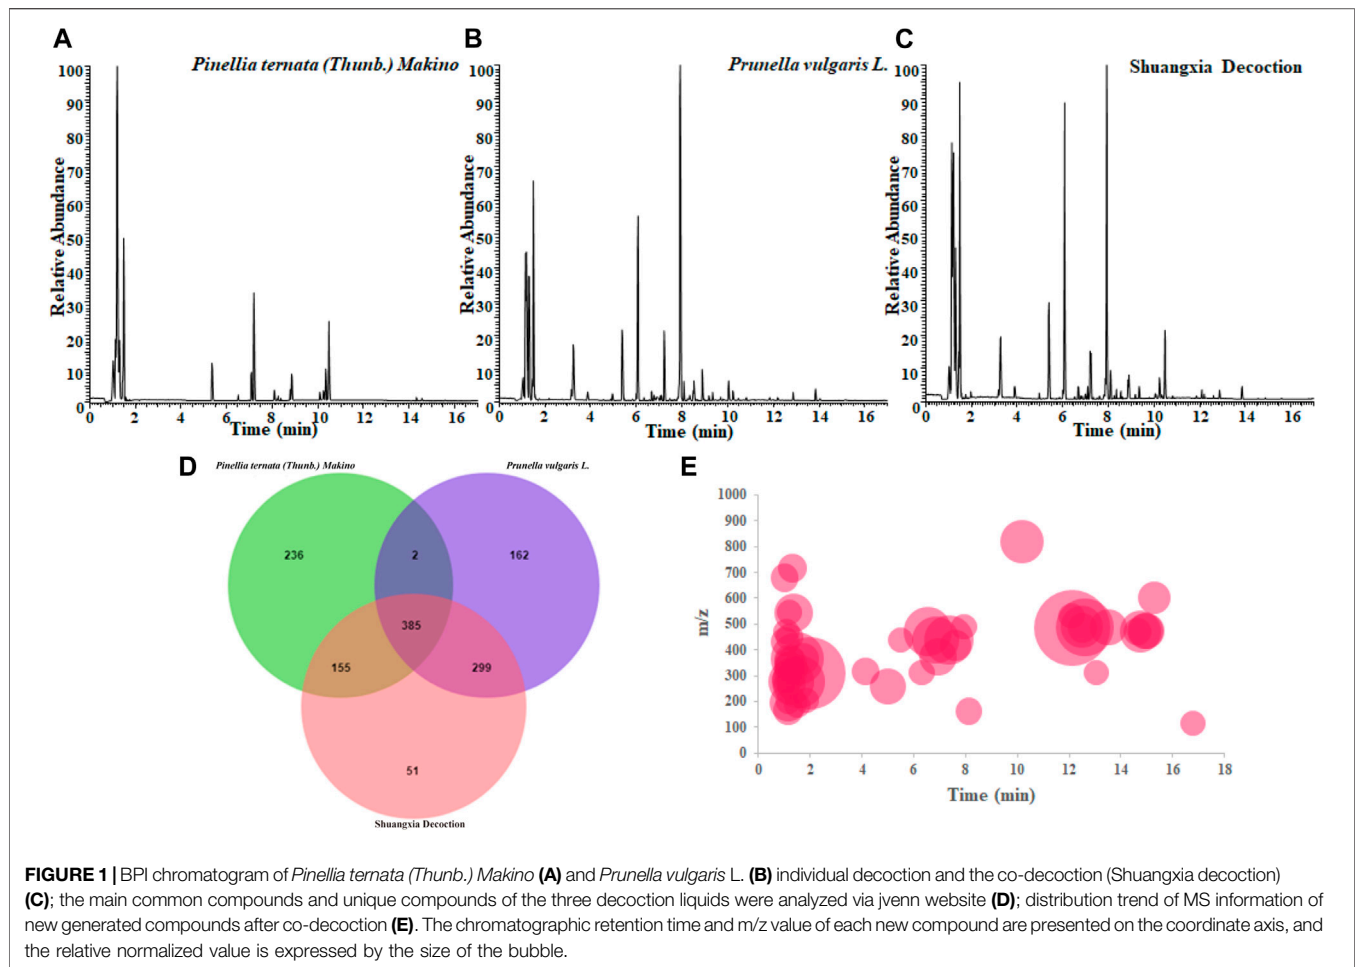 A
Pinellia ternata (Thunb.) Makino
Relative Abundance
100
90
80
70
60
50
40
30
20
10
0
0 2 4 6 8 10 12 14 16
Time (min)
B
Prunella vulgaris L.
Relative Abundance
100
90
80
70
60
50
40
30
20
10
0
0 2 4 6 8 10 12 14 16
Time (min)
C
Shuangxia Decoction
Relative Abundance
100
90
80
70
60
50
40
30
20
10
0
0 2 4 6 8 10 12 14 16
Time (min)
D
Pinellia ternata (Thunb.) Makino
Prunella vulgaris L.
236
2
162
385
155
299
51
Shuangxia Decoction
E
m/z
1000
900
800
700
600
500
400
300
200
100
0
0 2 4 6 8 10 12 14 16 18
Time (min)
FIGURE 1 | BPI chromatogram of Pinellia ternata (Thunb.) Makino (A) and Prunella vulgaris L. (B) individual decoction and the co-decoction (Shuangxia decoction)
(C); the main common compounds and unique compounds of the three decoction liquids were analyzed via jvenn website (D); distribution trend of MS information of
new generated compounds after co-decoction (E). The chromatographic retention time and m/z value of each new compound are presented on the coordinate axis, and
the relative normalized value is expressed by the size of the bubble.